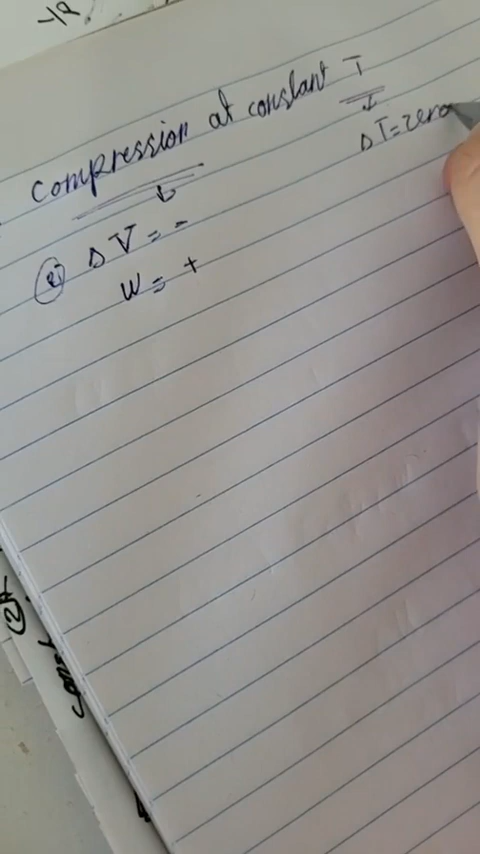 Compression at constant T
↓ ΔT = zero
↓
ΔV = -
W = +